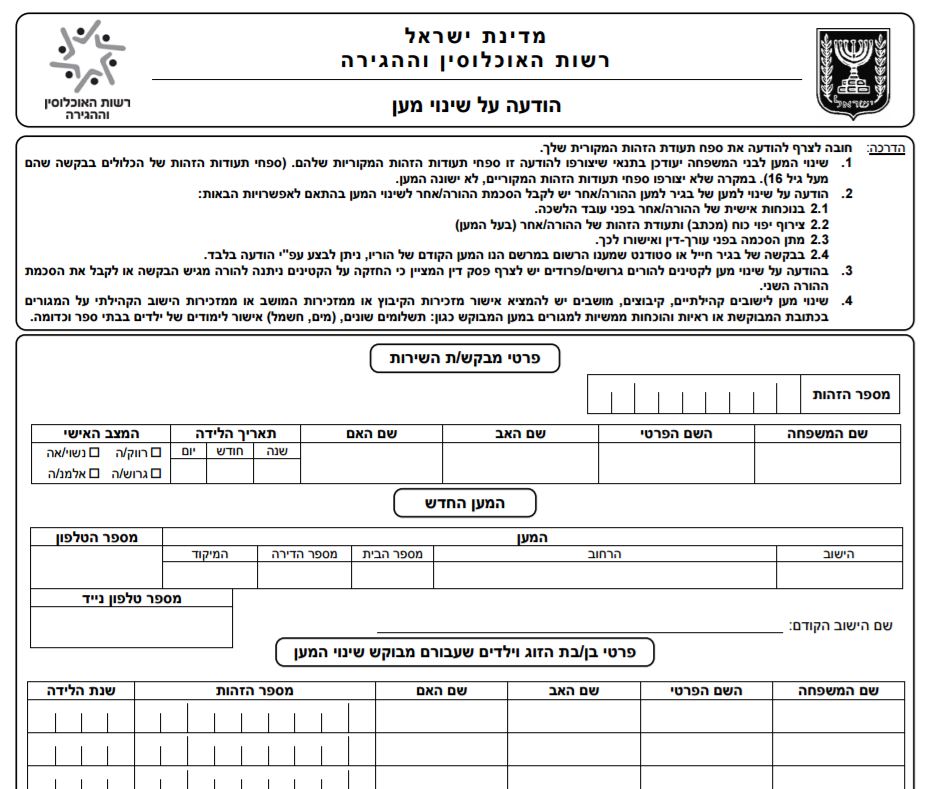 מדינת ישראל
רשות האוכלוסין וההגירה
הודעה על שינוי מען
רשות האוכלוסין
וההגירה
ישראל
הדרכה: חובה לצרף להודעה את ספח תעודת הזהות המקורית שלך.
1. שינוי המען לבני המשפחה יעודכן בתנאי שיצורפו להודעה זו ספחי תעודות הזהות המקוריות שלהם. (ספחי תעודות הזהות של הכלולים בבקשה שהם
מעל גיל 16). במקרה שלא יצורפו ספחי תעודות הזהות המקוריים, לא ישונה המען.
2. הודעה על שינוי למען של בגיר למען ההורה/אחר יש לקבל הסכמת ההורה/אחר לשינוי המען בהתאם לאפשרויות הבאות:
2.1 בנוכחות אישית של ההורה/אחר בפני עובד הלשכה.
2.2 צירוף יפוי כוח (מכתב) ותעודת הזהות של ההורה/אחר (בעל המען)
2.3 מתן הסכמה בפני עורך-דין ואישורו לכך.
2.4 בבקשה של בגיר חייל או סטודנט שמענו הרשום במרשם הנו המען הקודם של הוריו, ניתן לבצע עפ"י הודעה בלבד.
3. בהודעה על שינוי מען לקטינים להורים גרושים/פרודים יש לצרף פסק דין המציין כי החזקה על הקטינים ניתנה להורה מגיש הבקשה או לקבל את הסכמת
ההורה השני.
4. שינוי מען לישובים קהילתיים, קיבוצים, מושבים יש להמציא אישור מזכירות הקיבוץ או ממזכירות המושב או ממזכירות הישוב הקהילתי על המגורים
בכתובת המבוקשת או ראיות והוכחות ממשיות למגורים במען המבוקש כגון: תשלומים שונים, (מים, חשמל) אישור לימודים של ילדים בבתי ספר וכדומה.
פרטי מבקש/ת השירות
מספר הזהות
שם המשפחה השם הפרטי שם האב שם האם תאריך הלידה המצב האישי
שנה חודש יום רווק/ה נשוי/אה
גרוש/ה אלמנ/ה
המען החדש
המען מספר הטלפון
הישוב הרחוב מספר הבית מספר הדירה המיקוד
מספר טלפון נייד
שם הישוב הקודם:
פרטי בן/בת הזוג וילדים שעבורם מבוקש שינוי המען
שם המשפחה השם הפרטי שם האב שם האם מספר הזהות שנת הלידה